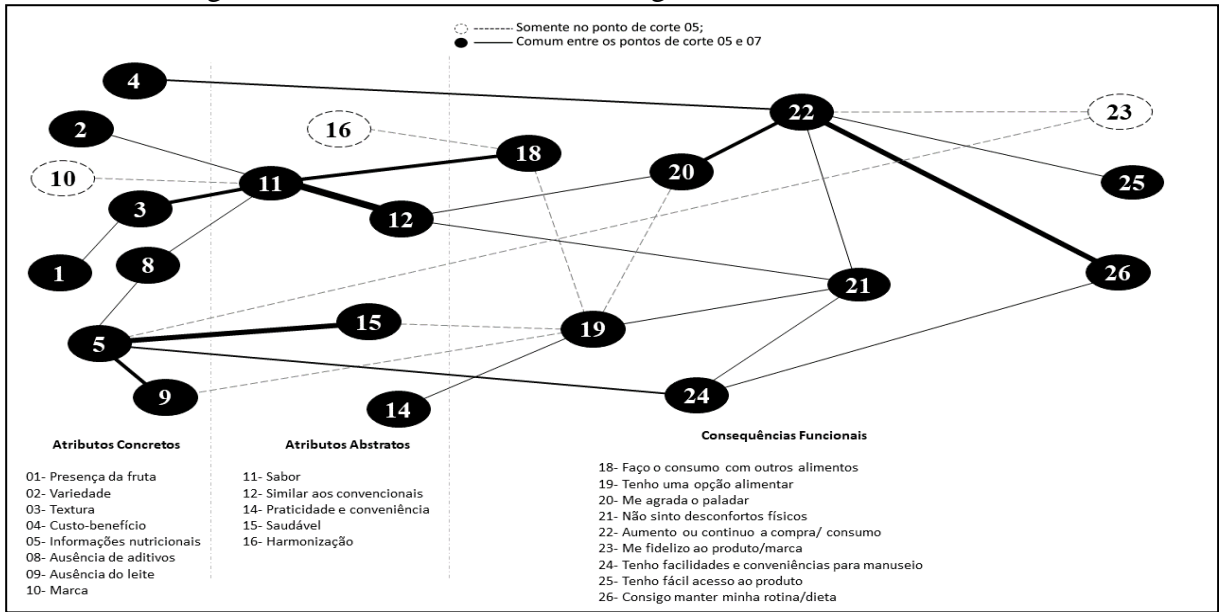 Somente no ponto de corte 05;
Comum entre os pontos de corte 05 e 07
4
2
16
22
23
18
10
11
20
25
3
12
8
1
26
21
5
15
19
9
14
24
Atributos Concretos
01- Presença da fruta
02- Variedade
03- Textura
04- Custo-benefício
05- Informações nutricionais
08- Ausência de aditivos
09- Ausência do leite
10- Marca
Atributos Abstratos
11- Sabor
12- Similar aos convencionais
14- Praticidade e conveniência
15- Saudável
16- Harmonização
Consequências Funcionais
18- Faço o consumo com outros alimentos
19- Tenho uma opção alimentar
20- Me agrada o paladar
21- Não sinto desconfortos físicos
22- Aumento ou continuo a compra/ consumo
23- Me fidelizo ao produto/marca
24- Tenho facilidades e conveniências para manuseio
25- Tenho fácil acesso ao produto
26- Consigo manter minha rotina/dieta